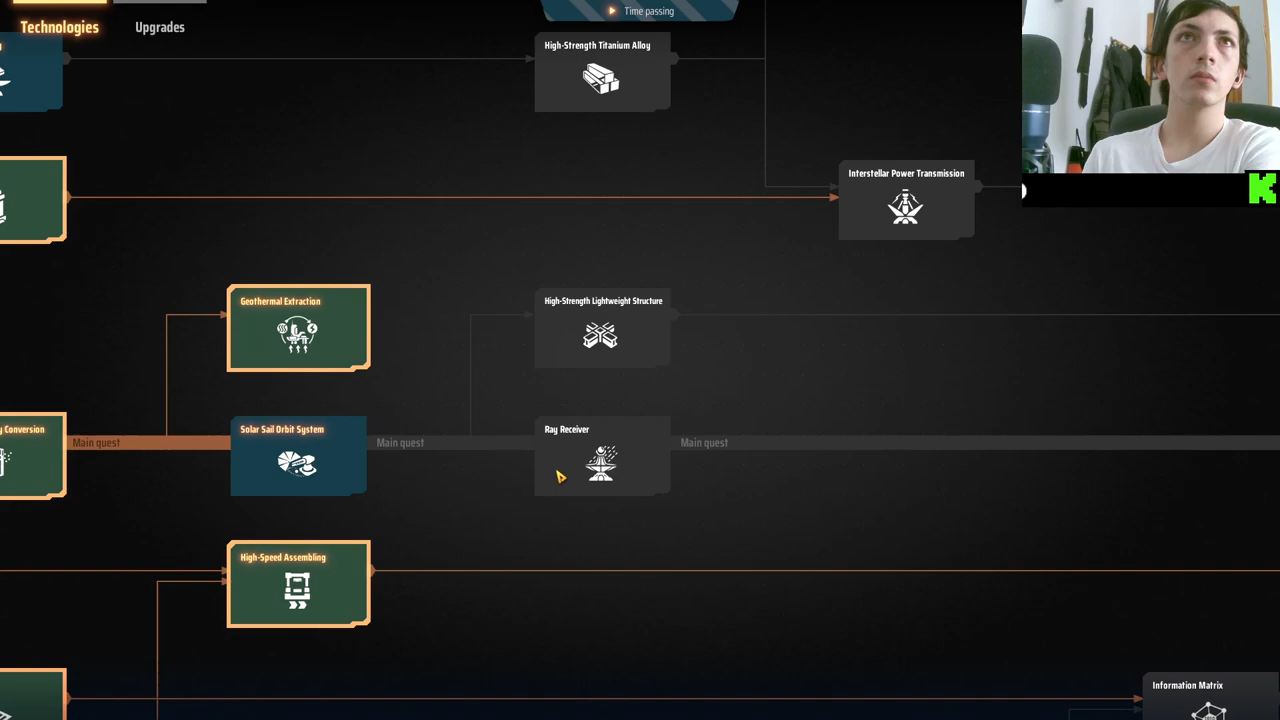 Time passing
Technologies
Upgrades
High-Strength Titanium Alloy
Interstellar Power Transmission
Geothermal Extraction
High-Strength Lightweight Structure
Conversion
Main quest
Solar Sail Orbit System
Main quest
Ray Receiver
Main quest
High-Speed Assembling
Information Matrix